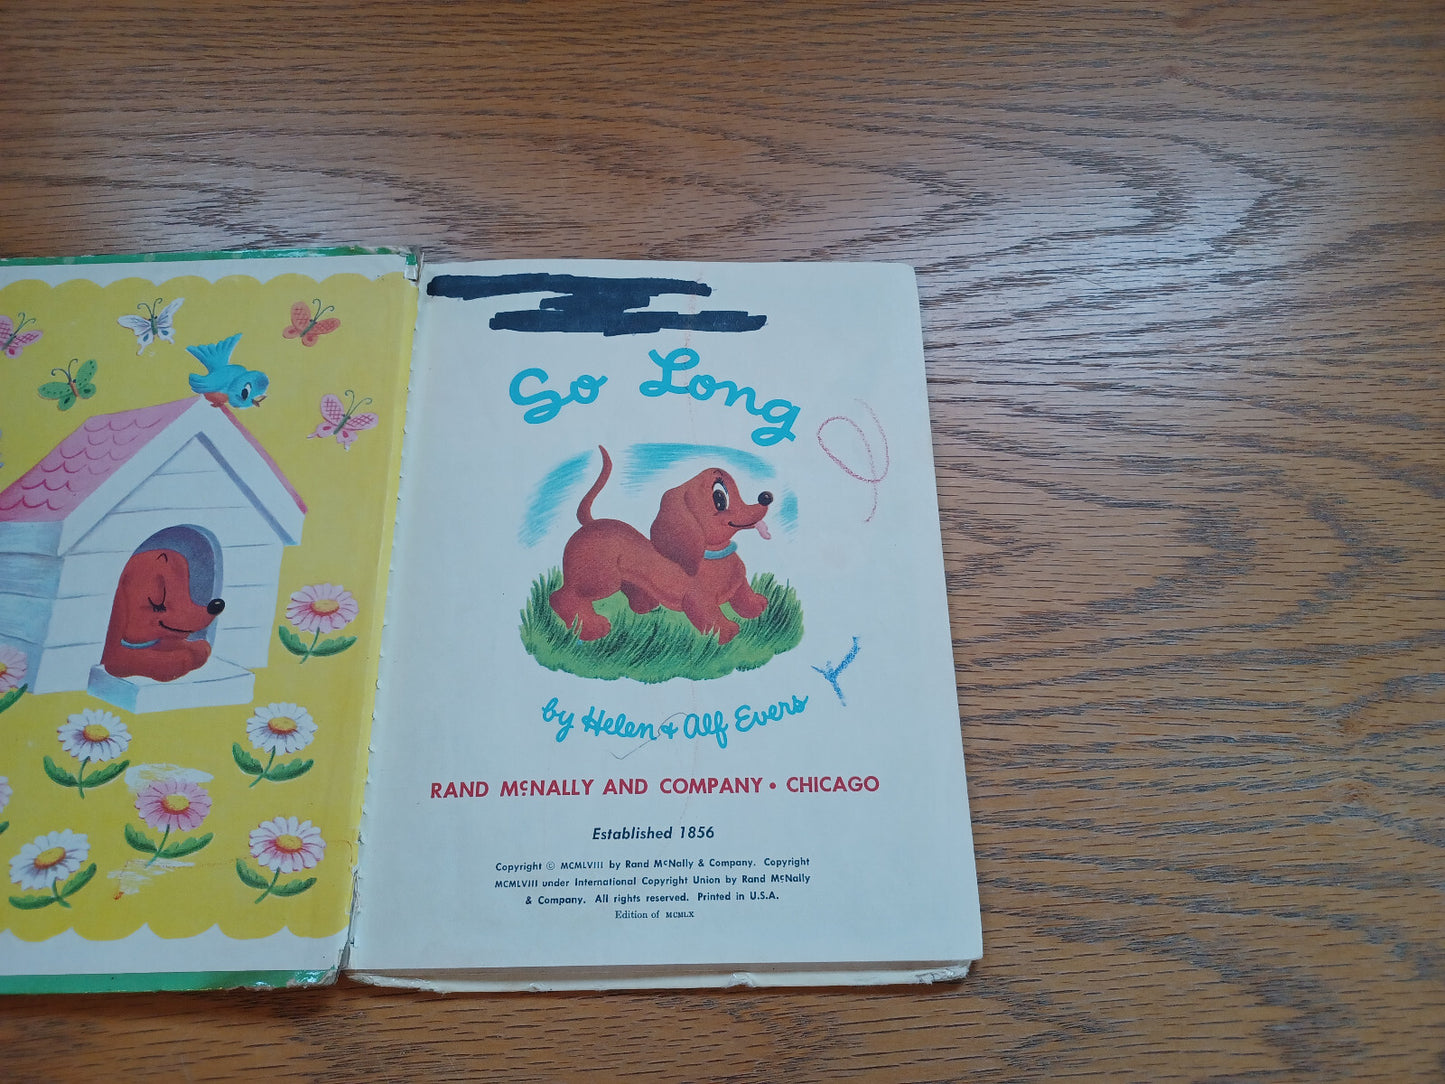 So Long
by Helen & Alf Evers
RAND McNALLY AND COMPANY • CHICAGO
Established 1856
Copyright © MCMLVIII by Rand McNally & Company. Copyright
MCMLVIII under International Copyright Union by Rand McNally
& Company. All rights reserved. Printed in U.S.A.
Edition of MCMLX